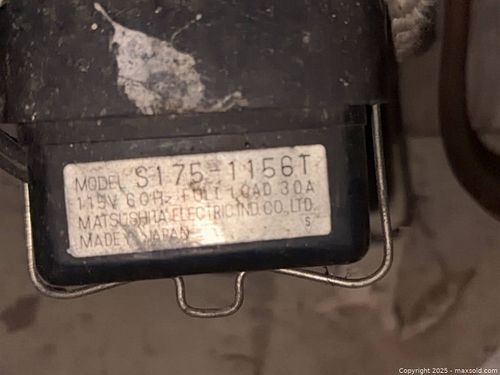 MODEL S175-1156T
115V 60Hz FULL LOAD 3.0A
MATSUSHITA ELECTRIC IND. CO., LTD.
S
MADE IN JAPAN
Copyright © 2025 - maxsold.com